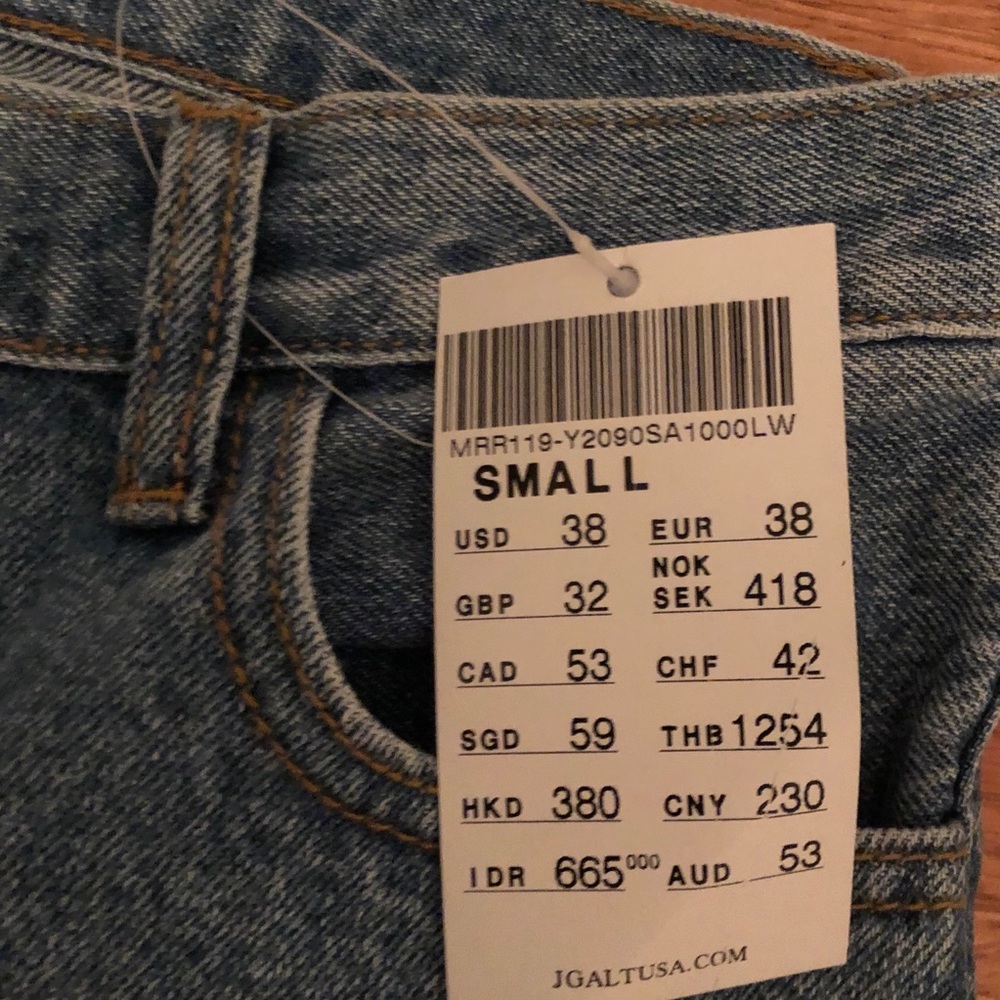 MRR119-Y2090SA1000LW
SMALL
USD 38 EUR 38
NOK
GBP 32 SEK 418
CAD 53 CHF 42
SGD 59 THB 1254
HKD 380 CNY 230
IDR 665000 AUD 53
JGALTUSA.COM